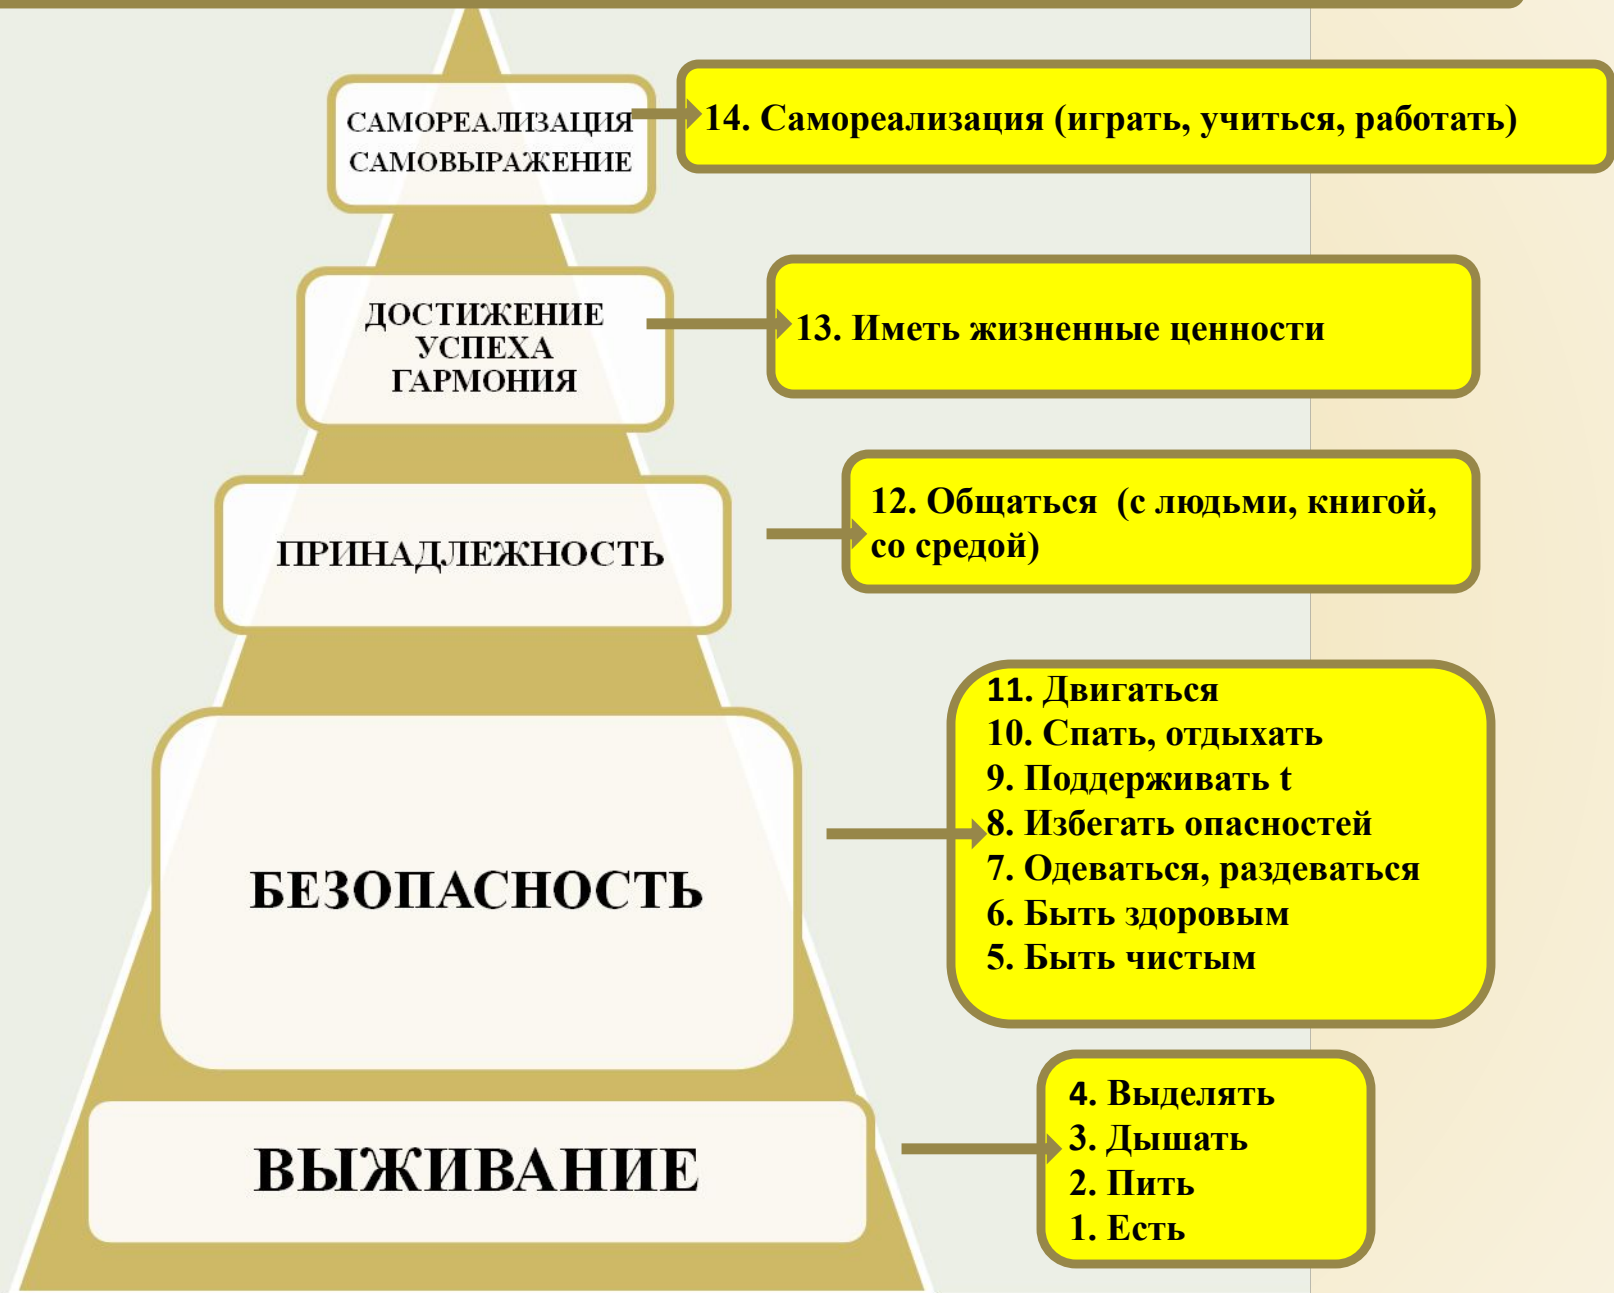 САМОРЕАЛИЗАЦИЯ
САМОВЫРАЖЕНИЕ
14. Самореализация (играть, учиться, работать)
ДОСТИЖЕНИЕ
УСПЕХА
ГАРМОНИЯ
13. Иметь жизненные ценности
ПРИНАДЛЕЖНОСТЬ
12. Общаться  (с людьми, книгой,
со средой)
БЕЗОПАСНОСТЬ
11. Двигаться
10. Спать, отдыхать
9. Поддерживать t
8. Избегать опасностей
7. Одеваться, раздеваться
6. Быть здоровым
5. Быть чистым
ВЫЖИВАНИЕ
4. Выделять
3. Дышать
2. Пить
1. Есть